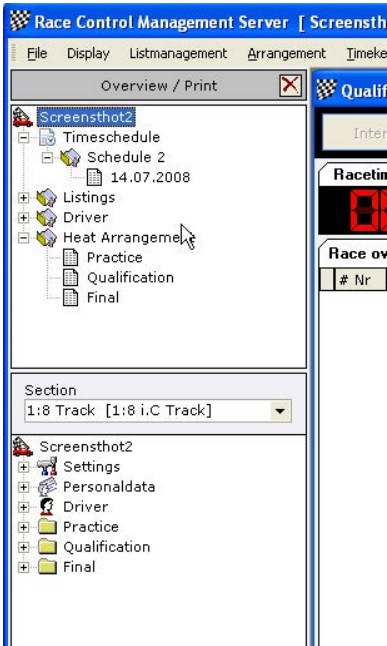 Race Control Management Server [ Screensth
File Display Listmanagement Arrangement Timeke
Overview / Print
Screensthot2
Timeschedule
Schedule 2
14.07.2008
Listings
Driver
Heat Arrangeme
Practice
Qualification
Final
Section
1:8 Track [1:8 i.C Track]
Screensthot2
Settings
Personaldata
Driver
Practice
Qualification
Final
Qualif
Inter
Racetim
Race ov
# Nr